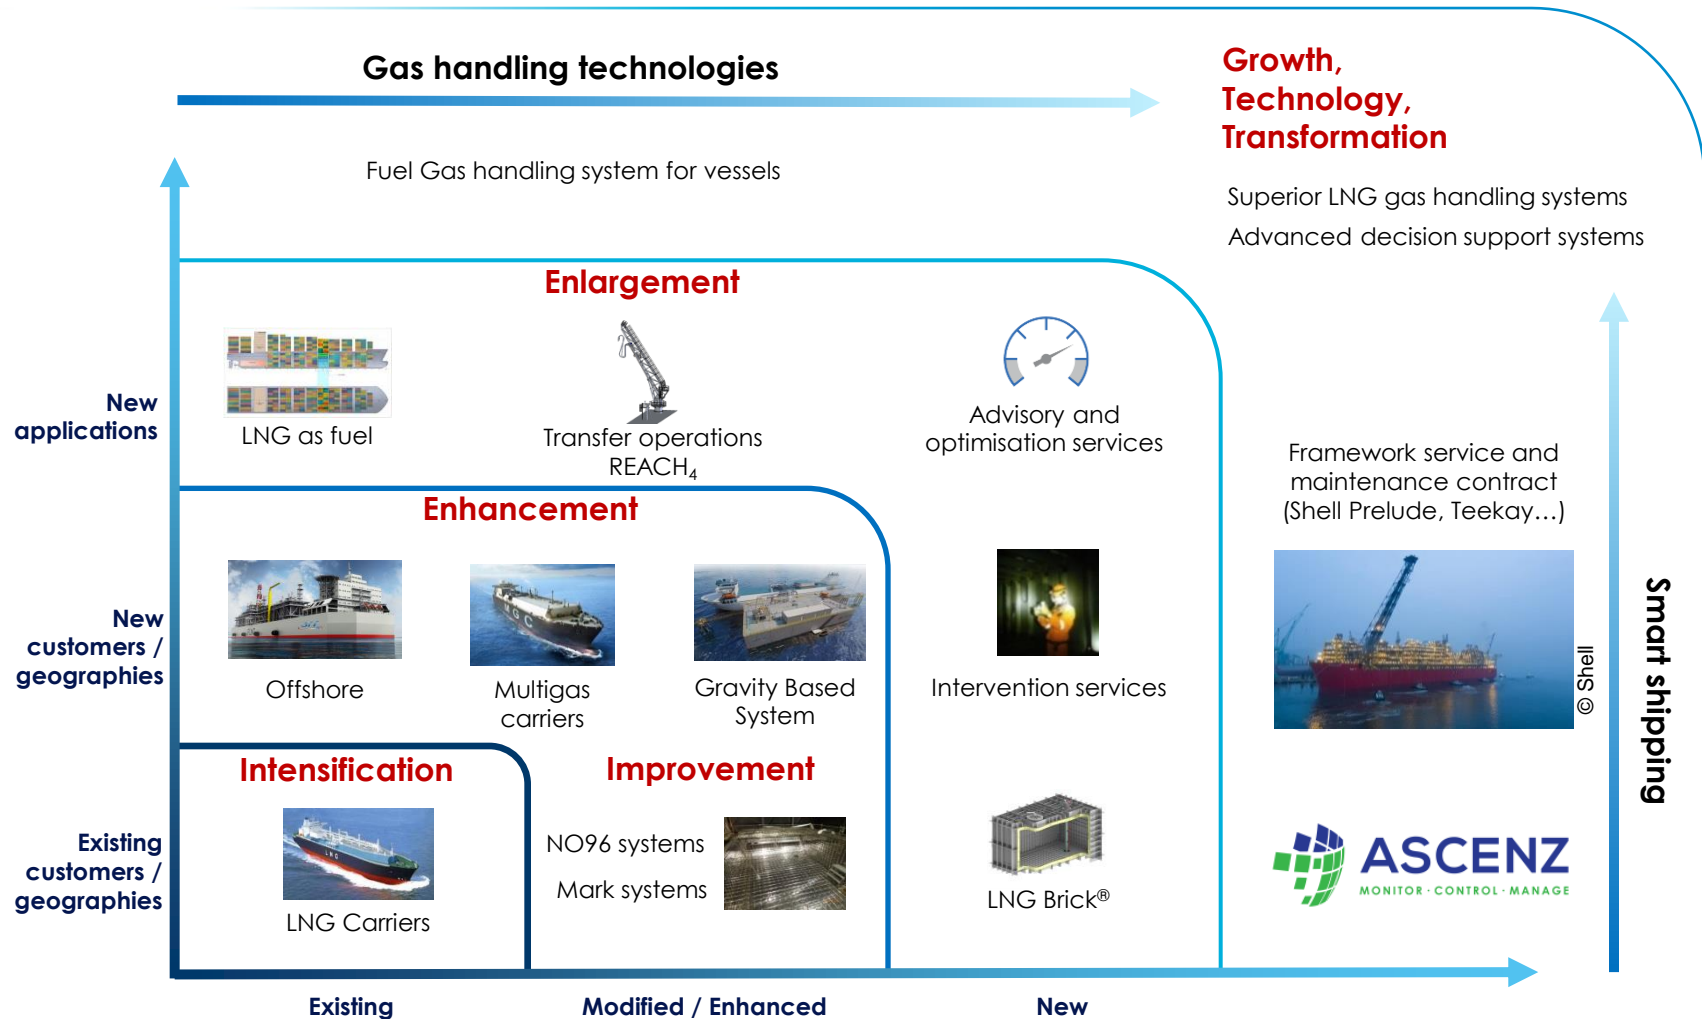 Gas handling technologies
Growth,
Technology,
Transformation
Fuel Gas handling system for vessels
Superior LNG gas handling systems
Advanced decision support systems
Enlargement
New
applications
LNG as fuel
Transfer operations
REACH₄
Advisory and
optimisation services
Framework service and
maintenance contract
(Shell Prelude, Teekay…)
© Shell
Smart shipping
Enhancement
New
customers /
geographies
Offshore
Multigas
carriers
Gravity Based
System
Intervention services
Intensification
Improvement
Existing
customers /
geographies
LNG
LNG Carriers
NO96 systems
Mark systems
LNG Brick®
ASCENZ
MONITOR · CONTROL · MANAGE
Existing
Modified / Enhanced
New